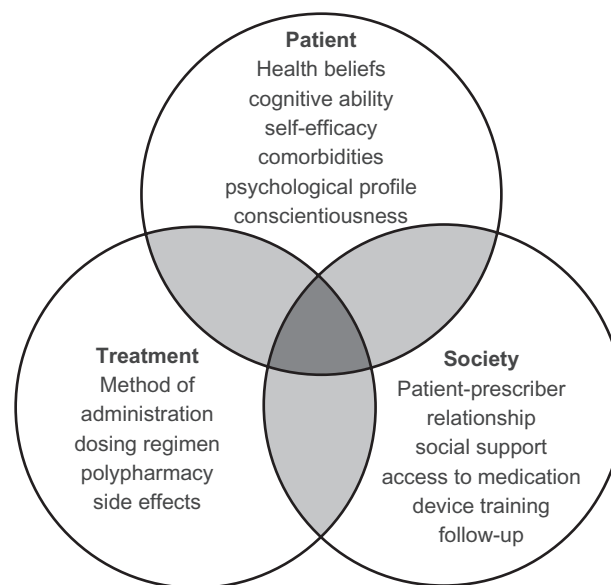 Patient
Health beliefs
cognitive ability
self-efficacy
comorbidities
psychological profile
conscientiousness
Treatment
Method of
administration
dosing regimen
polypharmacy
side effects
Society
Patient-prescriber
relationship
social support
access to medication
device training
follow-up